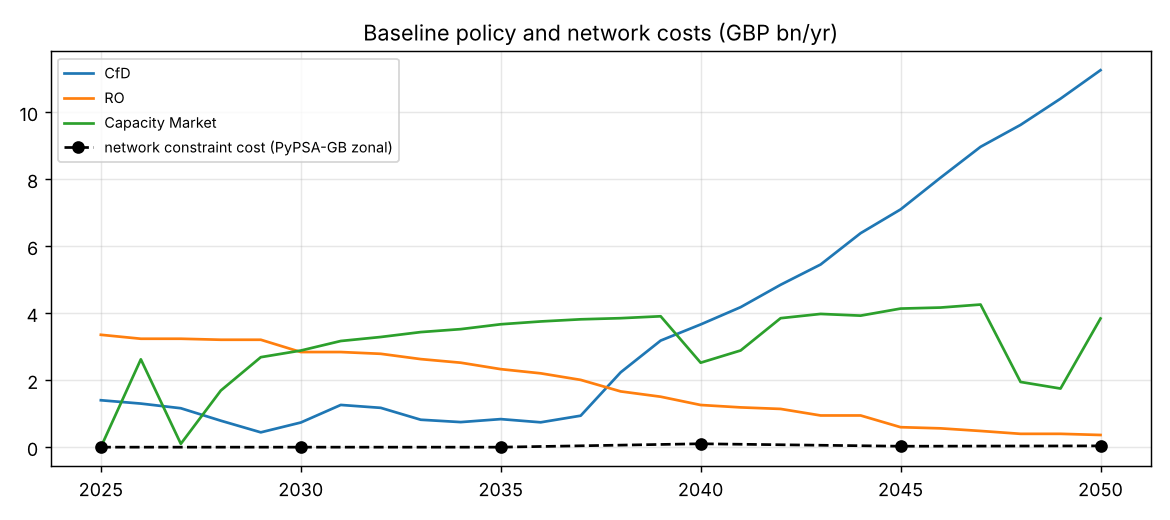 Baseline policy and network costs (GBP bn/yr)
CfD
RO
Capacity Market
network constraint cost (PyPSA-GB zonal)
10
8
6
4
2
0
2025 2030 2035 2040 2045 2050